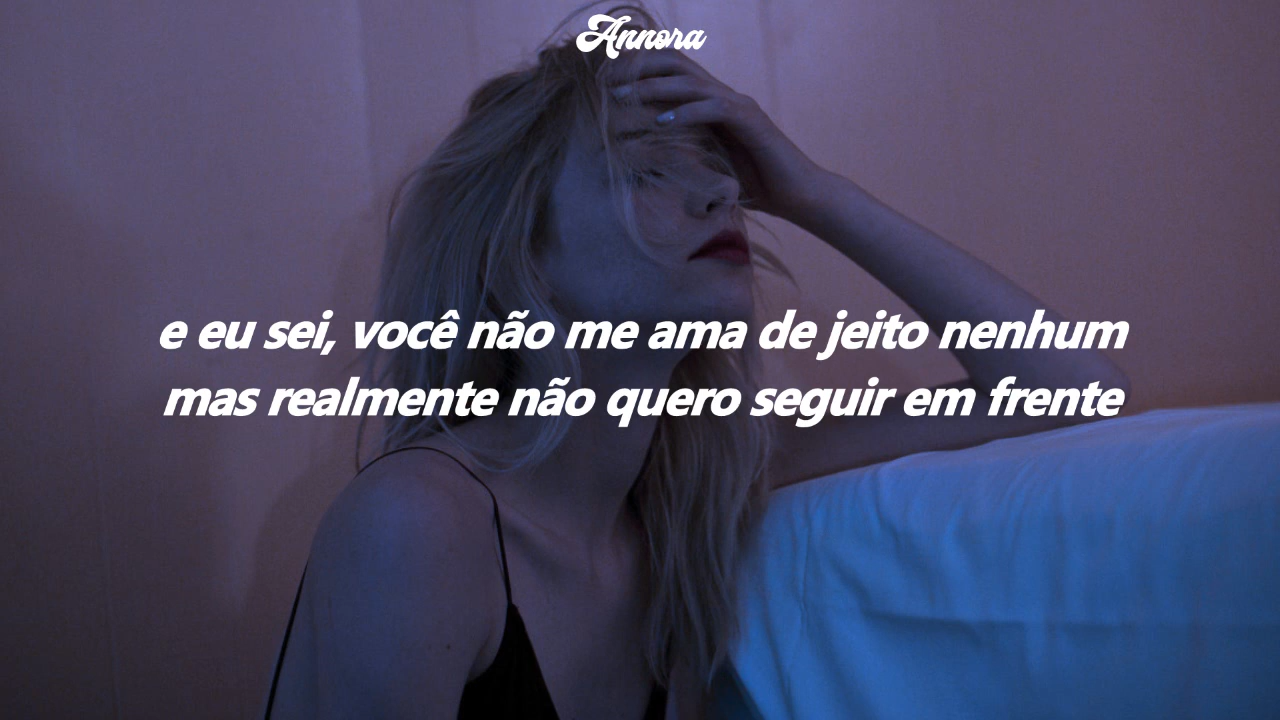 Annora
e eu sei, você não me ama de jeito nenhum
mas realmente não quero seguir em frente